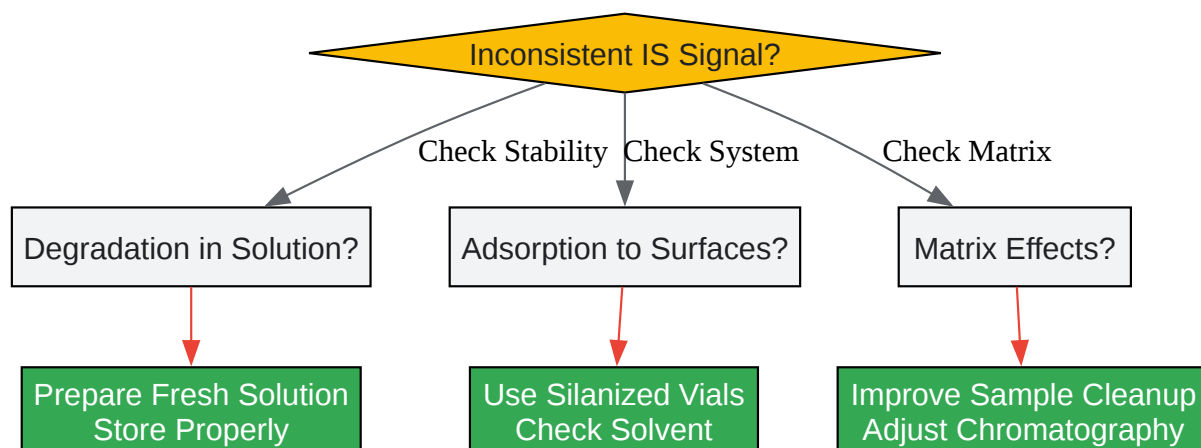 Inconsistent IS Signal?
Check Stability
Check System
Check Matrix
Degradation in Solution?
Adsorption to Surfaces?
Matrix Effects?
Prepare Fresh Solution
Store Properly
Use Silanized Vials
Check Solvent
Improve Sample Cleanup
Adjust Chromatography